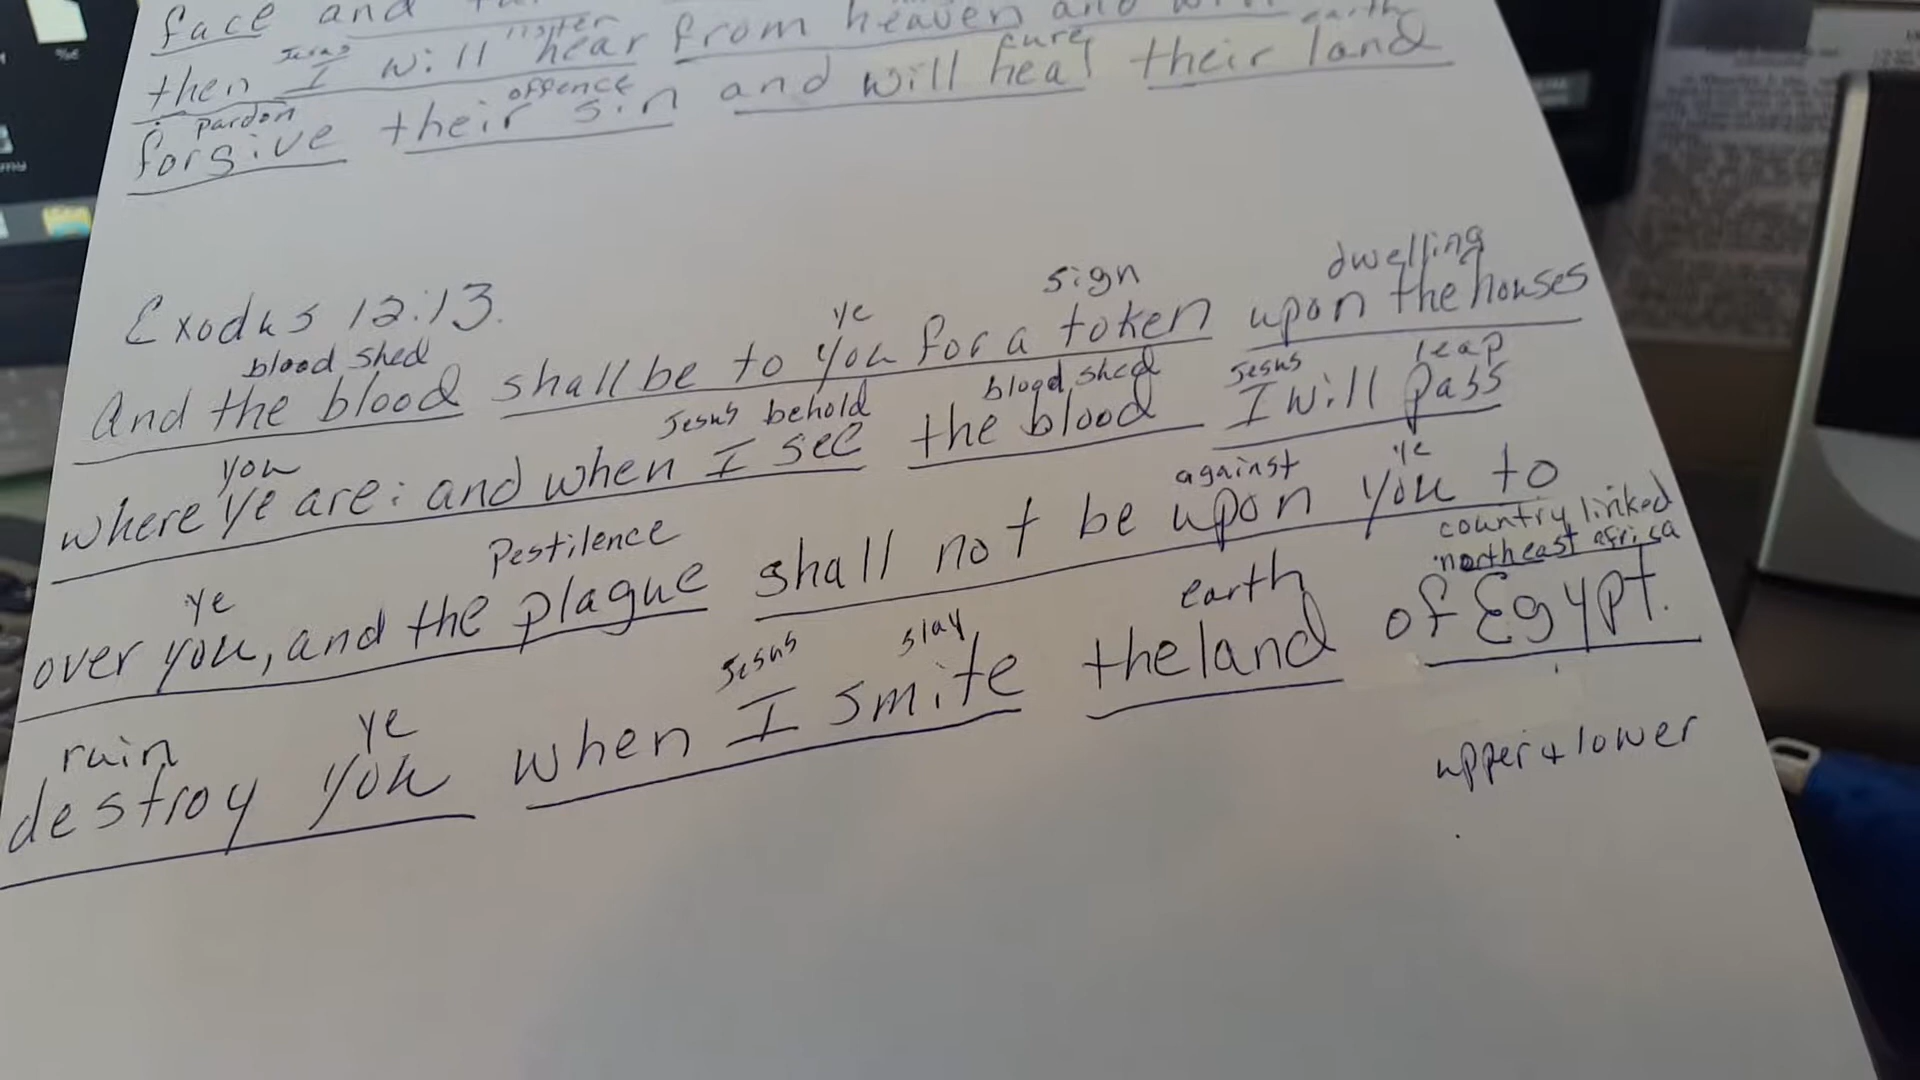 face and
Jesus listen earth
then I will hear from heaven and
pardon offence cure
forgive their sin and will heal their land
Exodus 12:13.
blood shed ye sign dwelling
And the blood shall be to you for a token upon the houses
you Jesus behold blood shed Jesus leap
where ye are: and when I see the blood I will pass
ye Pestilence against ye
over you, and the plague shall not be upon you to
country linked
northeast africa
ruin ye Jesus slay earth
destroy you when I smite the land of Egypt.
upper & lower